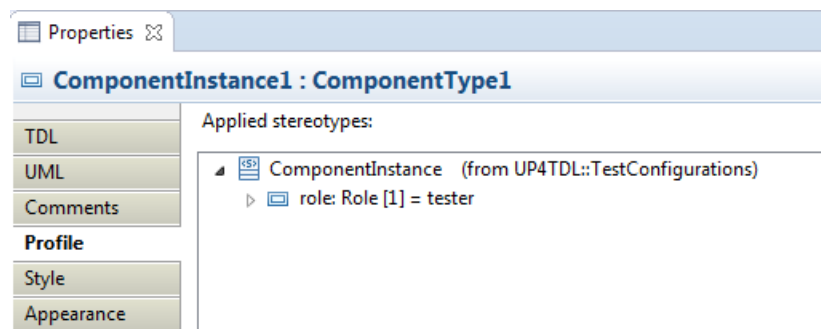 Properties
ComponentInstance1 : ComponentType1
Applied stereotypes:
TDL
UML
Comments
Profile
Style
Appearance
ComponentInstance (from UP4TDL::TestConfigurations)
role: Role [1] = tester